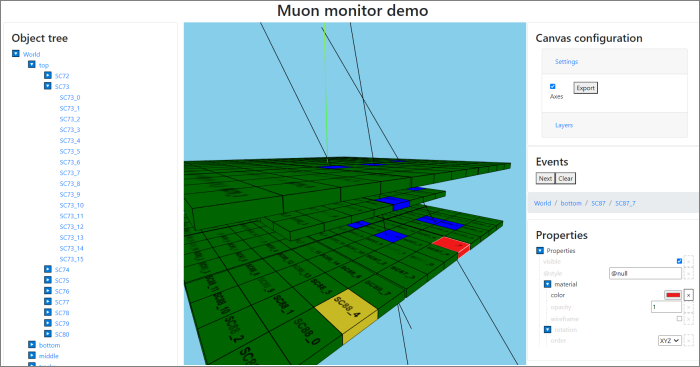 Muon monitor demo
Object tree
World
top
SC72
SC73
SC73_0
SC73_1
SC73_2
SC73_3
SC73_4
SC73_5
SC73_6
SC73_7
SC73_8
SC73_9
SC73_10
SC73_11
SC73_12
SC73_13
SC73_14
SC73_15
SC74
SC75
SC76
SC77
SC78
SC79
SC80
bottom
middle
SC88_4
SC88_0
SC88_1
SC80_2
Canvas configuration
Settings
Axes
Export
Layers
Events
Next Clear
World / bottom / SC87 / SC87_7
Properties
Properties
visible
@style @null
material
color
opacity 1
wireframe
rotation
order XYZ